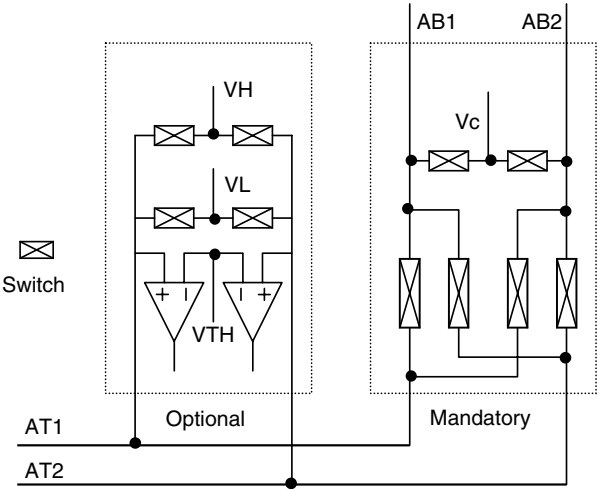 AB1
AB2
VH
Vc
VL
Switch
+ − − +
VTH
Optional
Mandatory
AT1
AT2